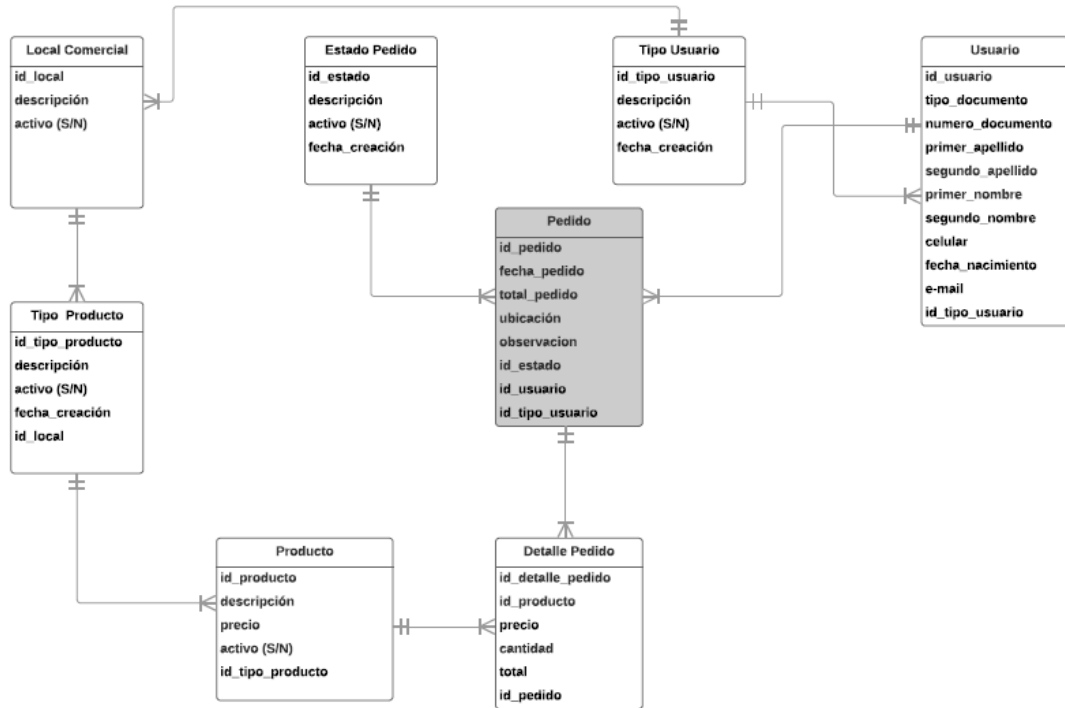 Local Comercial
id_local
descripción
activo (S/N)
Estado Pedido
id_estado
descripción
activo (S/N)
fecha_creación
Tipo Usuario
id_tipo_usuario
descripción
activo (S/N)
fecha_creación
Usuario
id_usuario
tipo_documento
numero_documento
primer_apellido
segundo_apellido
primer_nombre
segundo_nombre
celular
fecha_nacimiento
e-mail
id_tipo_usuario
Pedido
id_pedido
fecha_pedido
total_pedido
ubicación
observacion
id_estado
id_usuario
id_tipo_usuario
Tipo Producto
id_tipo_producto
descripción
activo (S/N)
fecha_creación
id_local
Producto
id_producto
descripción
precio
activo (S/N)
id_tipo_producto
Detalle Pedido
id_detalle_pedido
id_producto
precio
cantidad
total
id_pedido